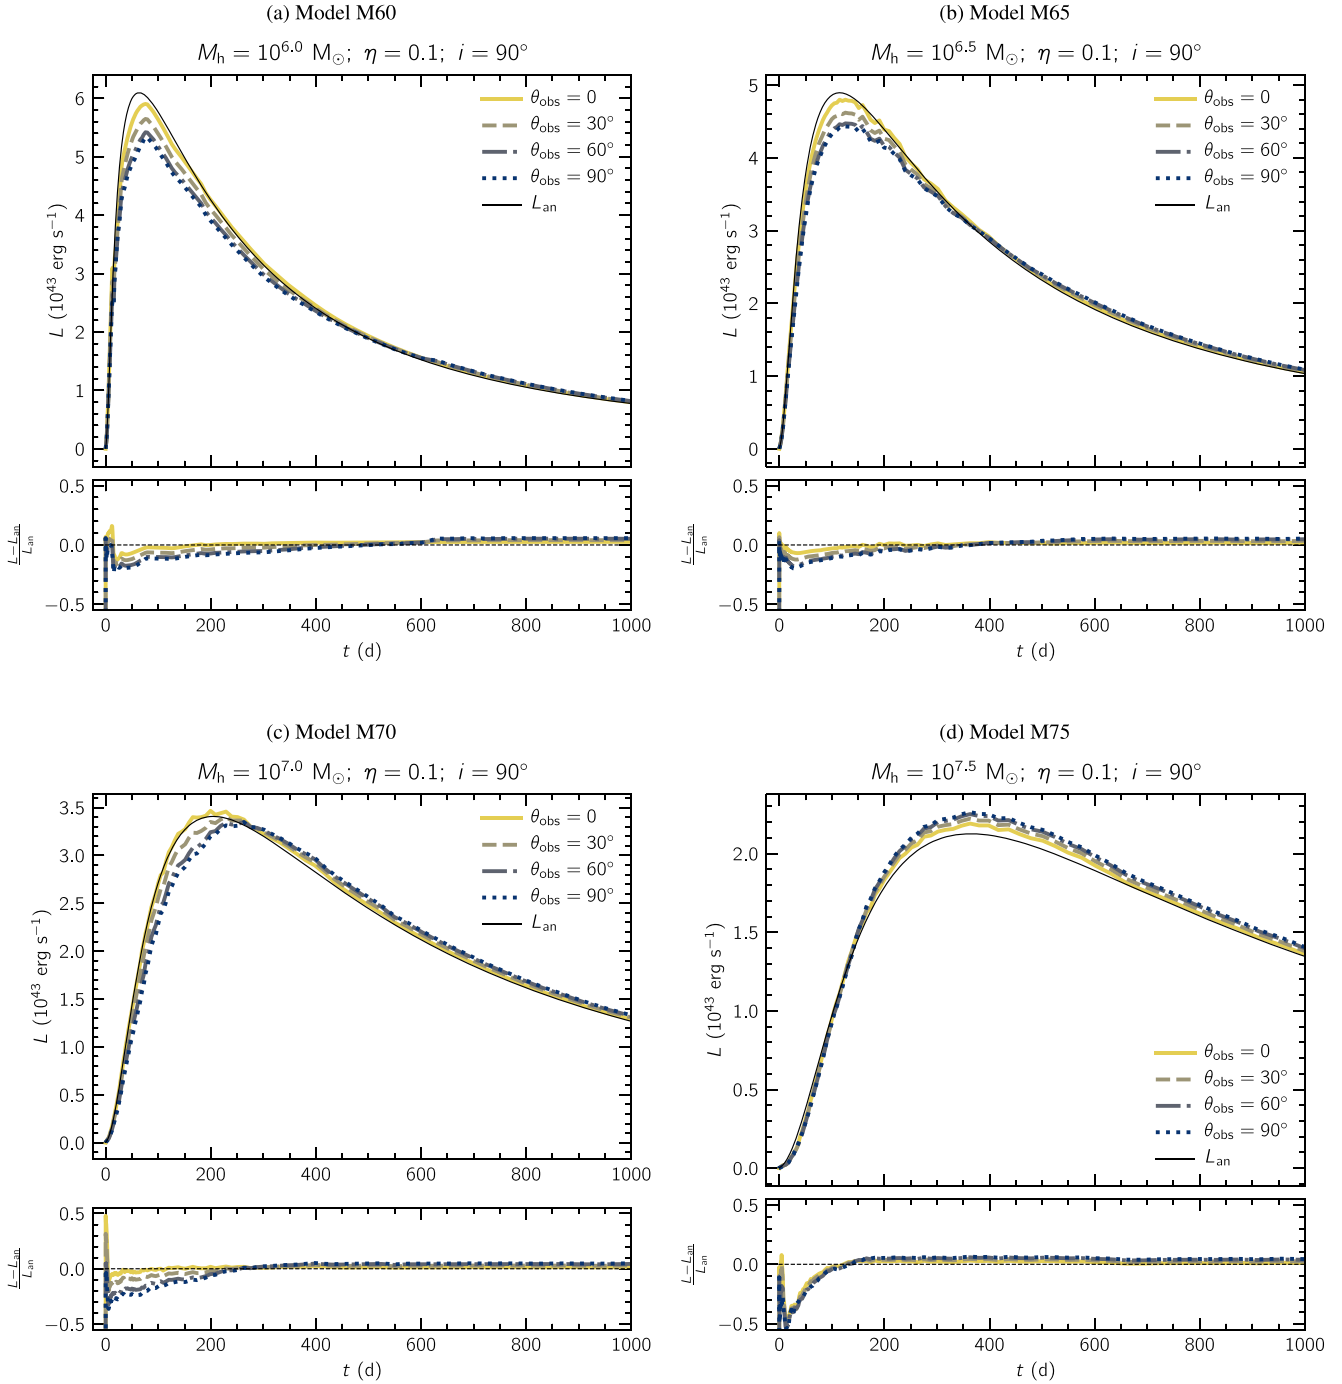 (a) Model M60
M_h = 10^6.0 M_⊙; η = 0.1; i = 90°
6
5
4
3
2
1
0
L (10^43 erg s^−1)
θ_obs = 0
θ_obs = 30°
θ_obs = 60°
θ_obs = 90°
L_an
0.5
0.0
−0.5
L−L_an / L_an
0 200 400 600 800 1000
t (d)
(b) Model M65
M_h = 10^6.5 M_⊙; η = 0.1; i = 90°
5
4
3
2
1
0
L (10^43 erg s^−1)
θ_obs = 0
θ_obs = 30°
θ_obs = 60°
θ_obs = 90°
L_an
0.5
0.0
−0.5
L−L_an / L_an
0 200 400 600 800 1000
t (d)
(c) Model M70
M_h = 10^7.0 M_⊙; η = 0.1; i = 90°
3.5
3.0
2.5
2.0
1.5
1.0
0.5
0.0
L (10^43 erg s^−1)
θ_obs = 0
θ_obs = 30°
θ_obs = 60°
θ_obs = 90°
L_an
0.5
0.0
−0.5
L−L_an / L_an
0 200 400 600 800 1000
t (d)
(d) Model M75
M_h = 10^7.5 M_⊙; η = 0.1; i = 90°
2.0
1.5
1.0
0.5
0.0
L (10^43 erg s^−1)
θ_obs = 0
θ_obs = 30°
θ_obs = 60°
θ_obs = 90°
L_an
0.5
0.0
−0.5
L−L_an / L_an
0 200 400 600 800 1000
t (d)